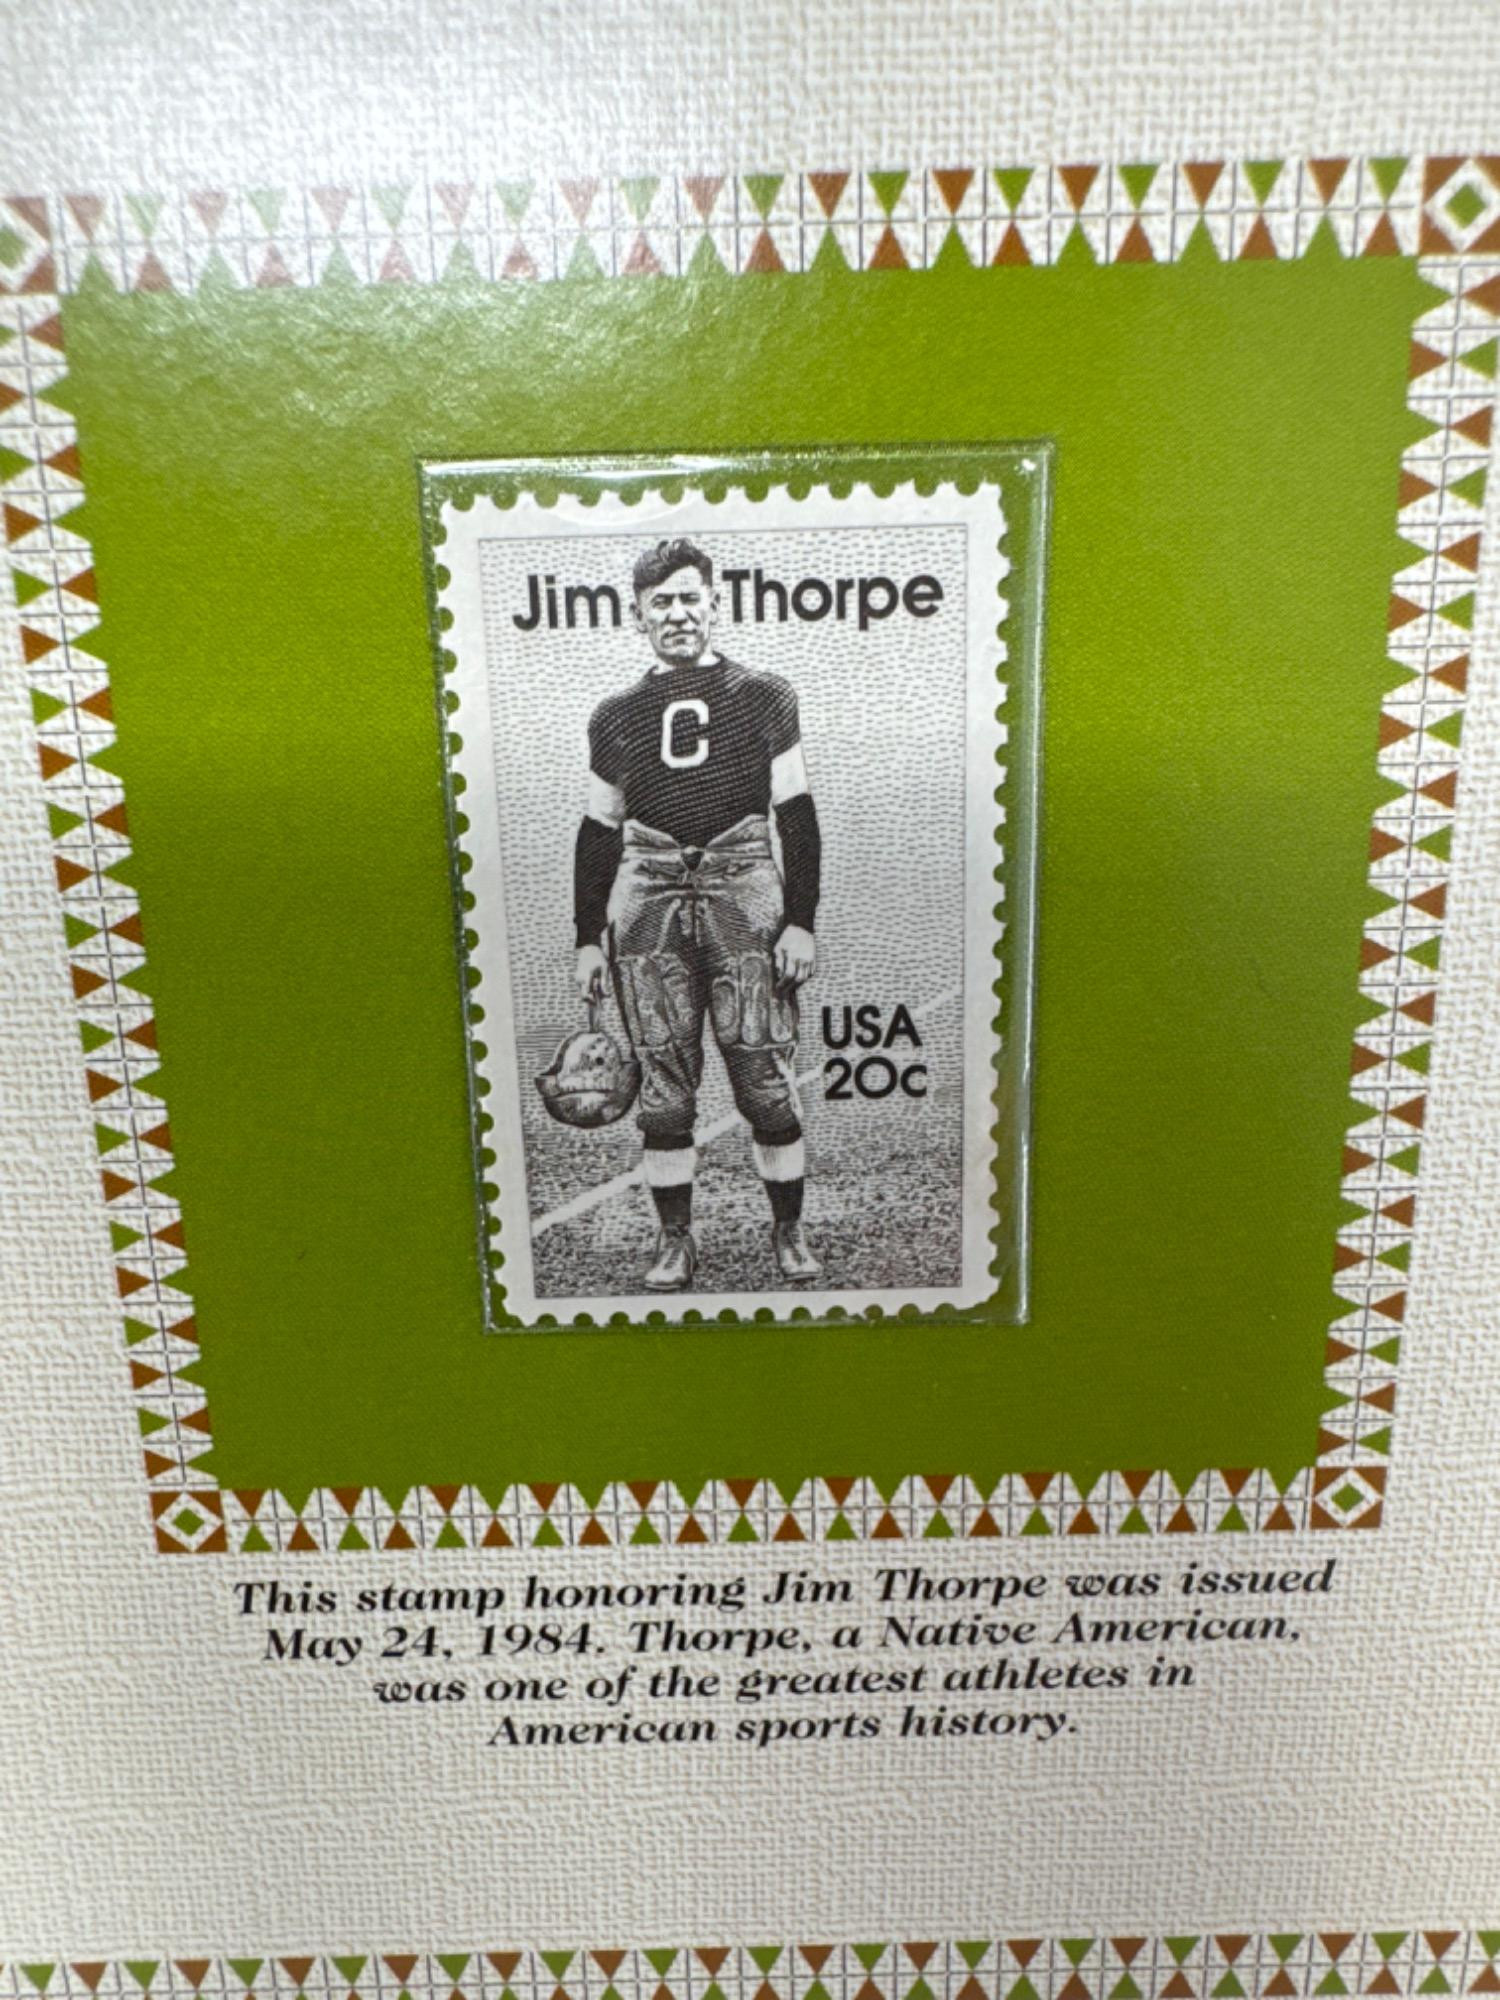 Jim Thorpe
C
USA
20c
This stamp honoring Jim Thorpe was issued
May 24, 1984. Thorpe, a Native American,
was one of the greatest athletes in
American sports history.